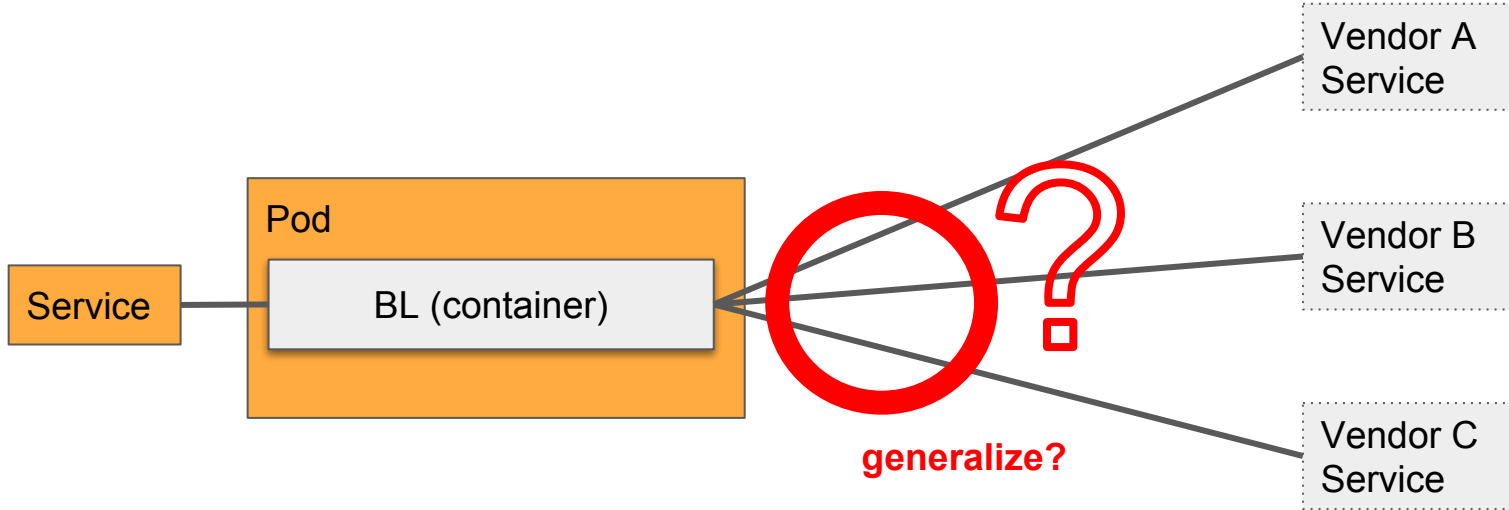 Service
Pod
BL (container)
?
generalize?
Vendor A
Service
Vendor B
Service
Vendor C
Service